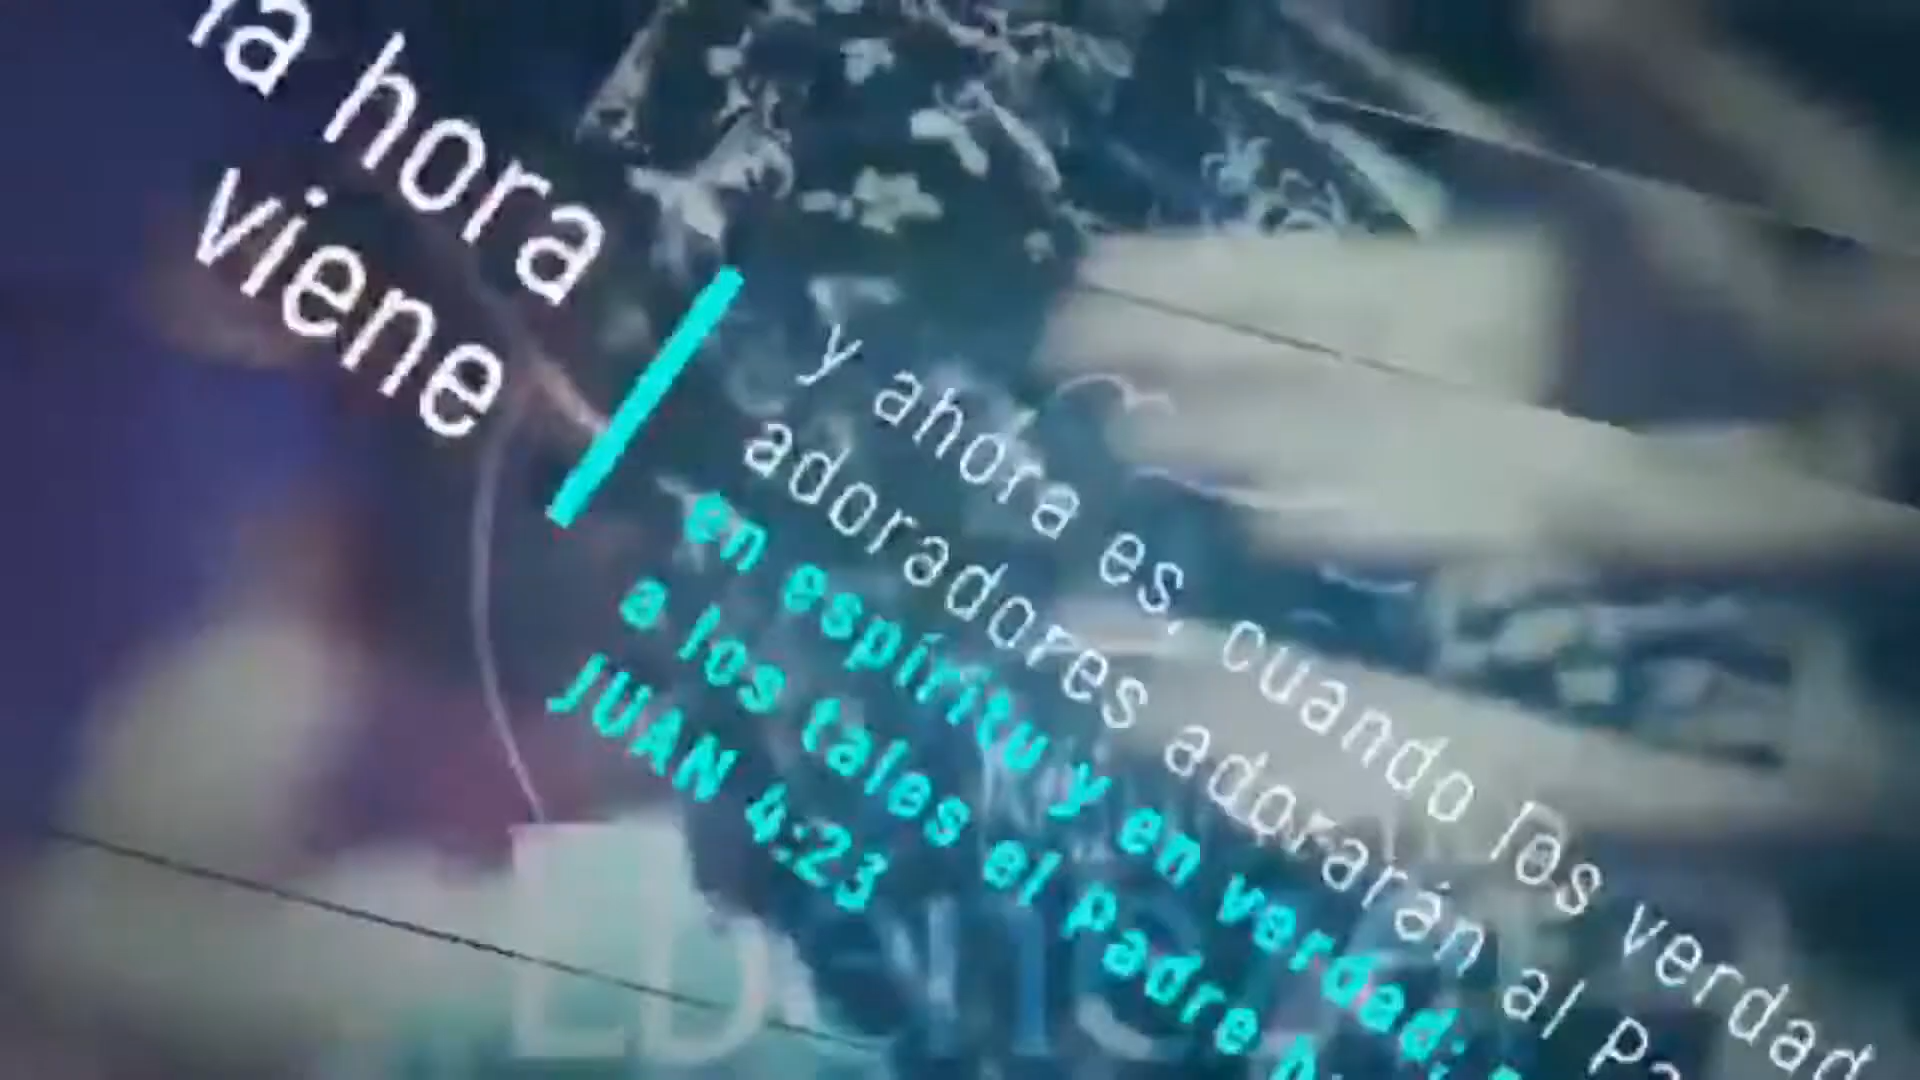 hora
viene
y ahora es, cuando los verdad
adoradores adorarán al Pa
en espíritu y en verdad;
a los tales el Padre
JUAN 4:23